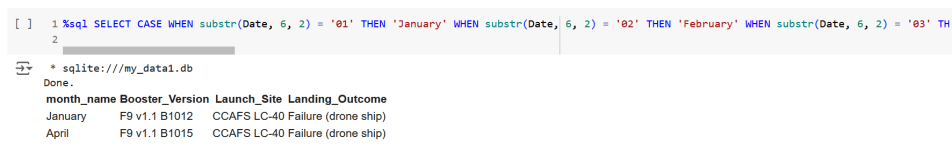 [ ] 1 %sql SELECT CASE WHEN substr(Date, 6, 2) = '01' THEN 'January' WHEN substr(Date, 6, 2) = '02' THEN 'February' WHEN substr(Date, 6, 2) = '03' TH
2
* sqlite:///my_data1.db
Done.
month_name Booster_Version Launch_Site Landing_Outcome
January F9 v1.1 B1012 CCAFS LC-40 Failure (drone ship)
April F9 v1.1 B1015 CCAFS LC-40 Failure (drone ship)